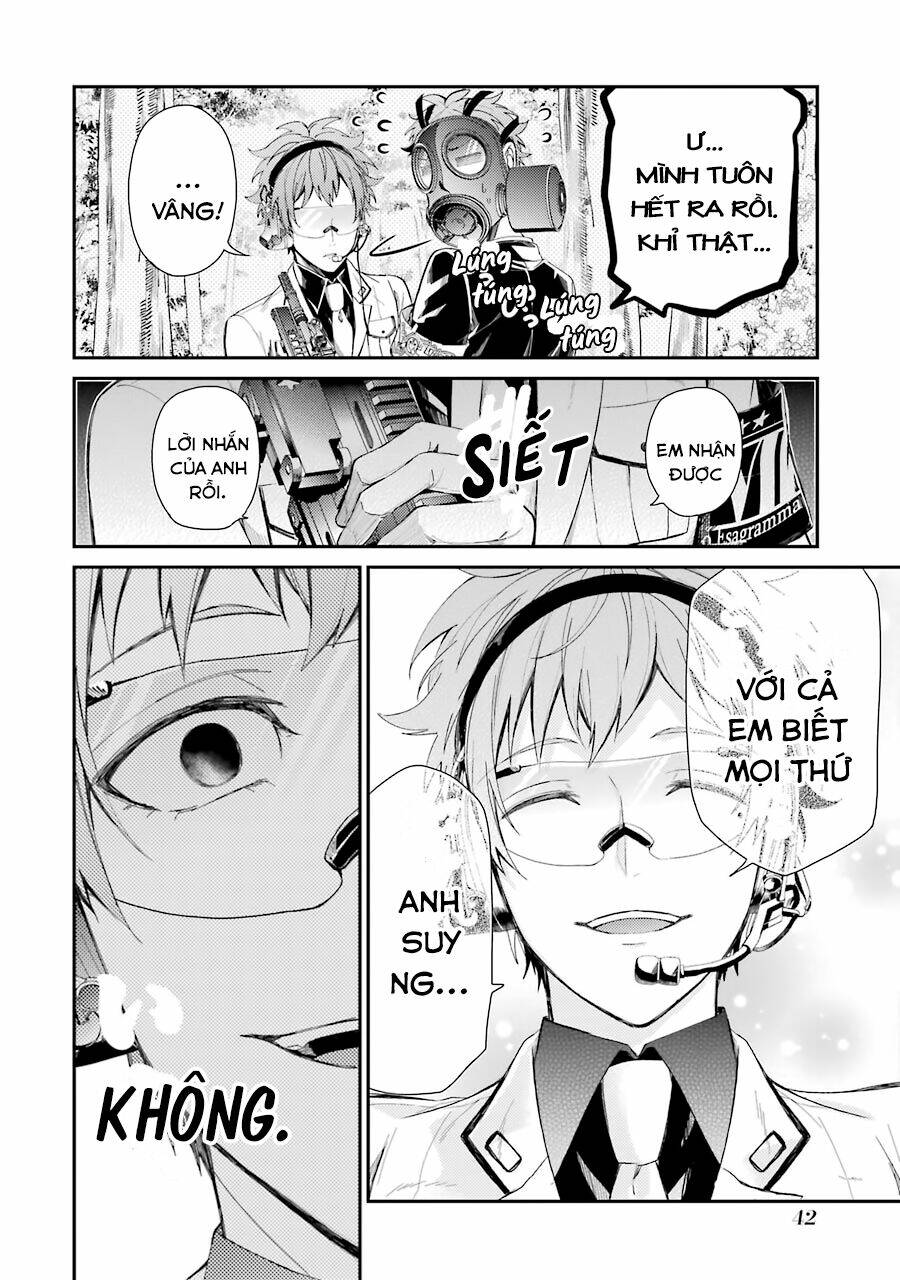 Ư...
MÌNH TUÔN
HẾT RA RỒI.
KHỈ THẬT...
...
VÂNG!
Lúng
túng
Lúng
túng
EM NHẬN
ĐƯỢC
SIẾT
LỜI NHẮN
CỦA ANH
RỒI.
Esagramma
VỚI CẢ
EM BIẾT
MỌI THỨ
ANH
SUY
NG...
KHÔNG.
42